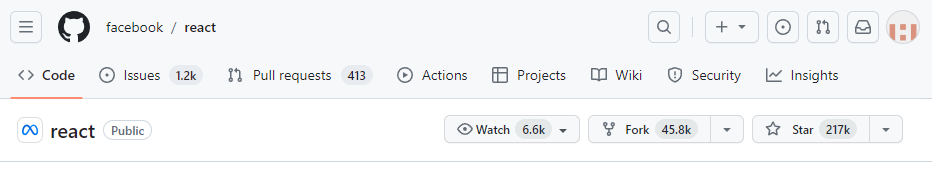 facebook / react
Code Issues 1.2k Pull requests 413 Actions Projects Wiki Security Insights
react Public Watch 6.6k Fork 45.8k Star 217k